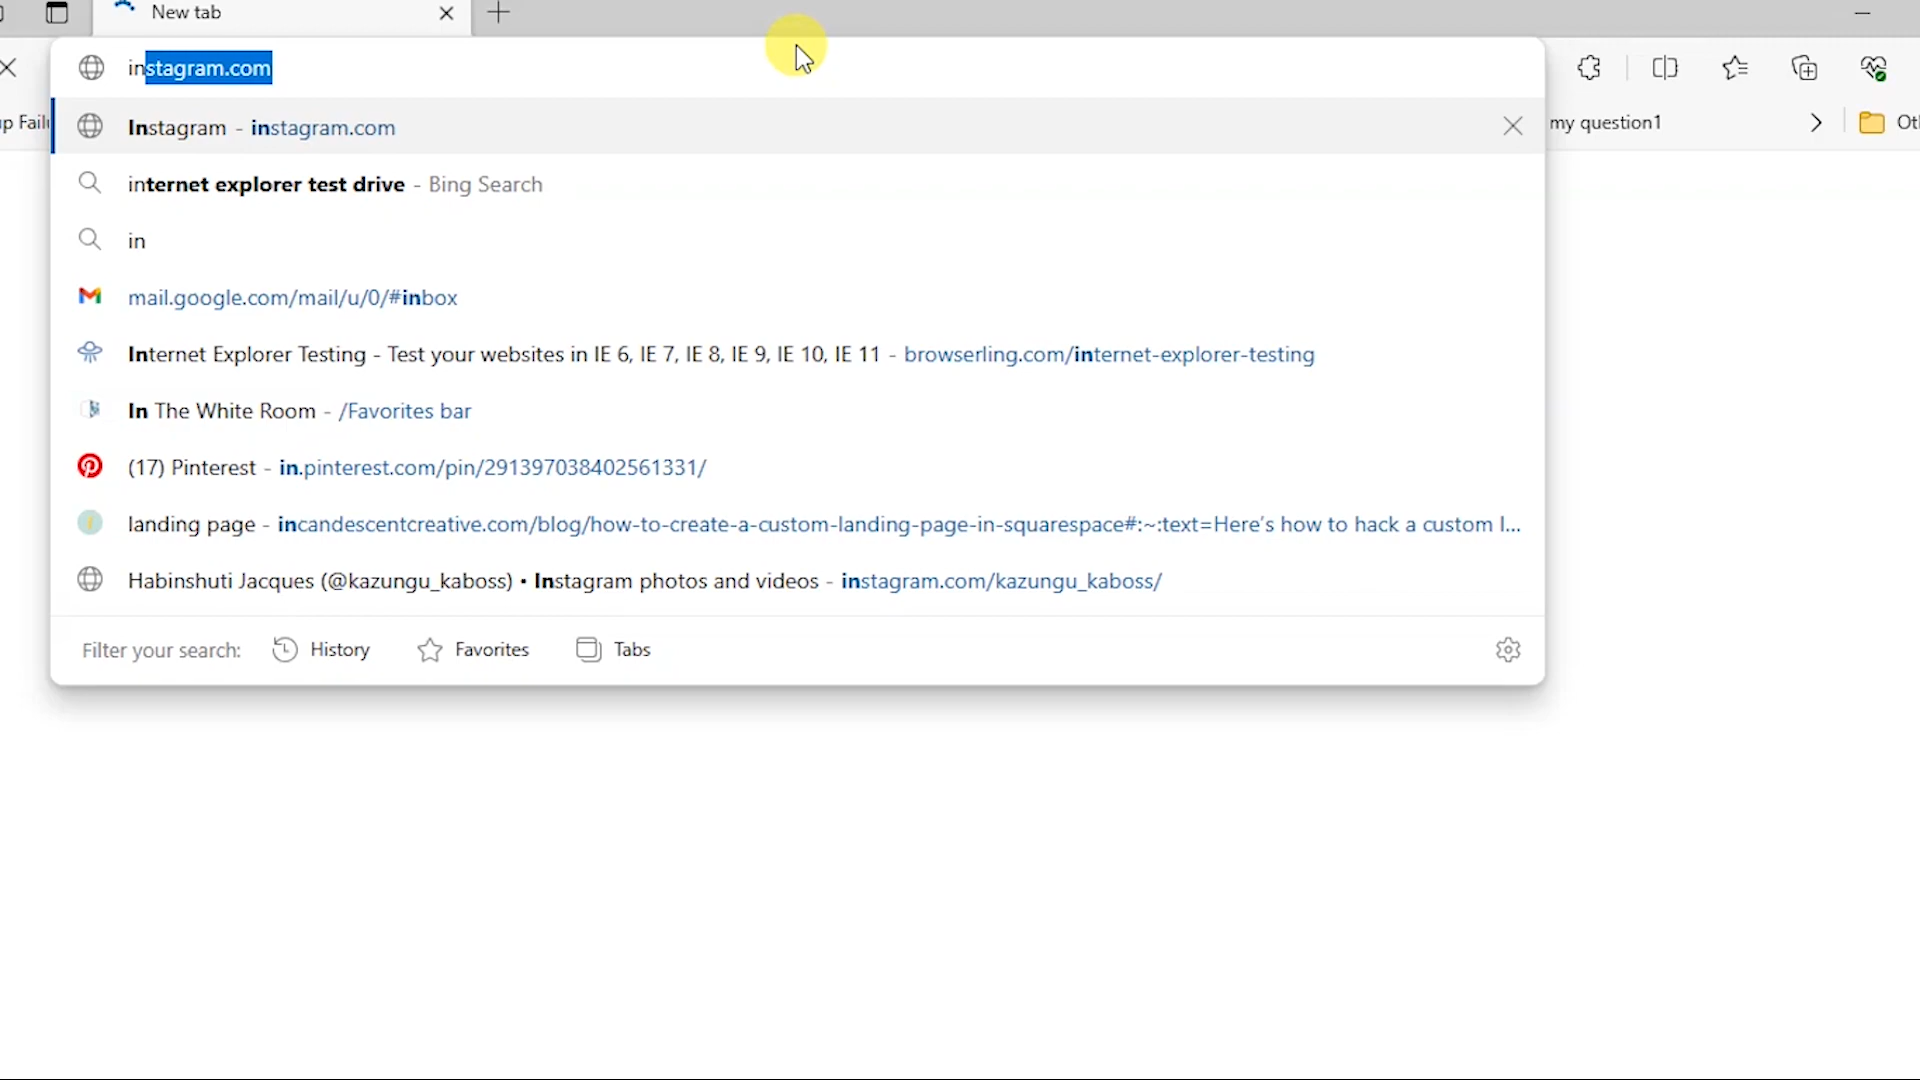 New tab
instagram.com
Instagram - instagram.com
my question1
internet explorer test drive - Bing Search
in
mail.google.com/mail/u/0/#inbox
Internet Explorer Testing - Test your websites in IE 6, IE 7, IE 8, IE 9, IE 10, IE 11 - browserling.com/internet-explorer-testing
In The White Room - /Favorites bar
(17) Pinterest - in.pinterest.com/pin/291397038402561331/
landing page - incandescentcreative.com/blog/how-to-create-a-custom-landing-page-in-squarespace#:~:text=Here's how to hack a custom l...
Habinshuti Jacques (@kazungu_kaboss) • Instagram photos and videos - instagram.com/kazungu_kaboss/
Filter your search: History Favorites Tabs